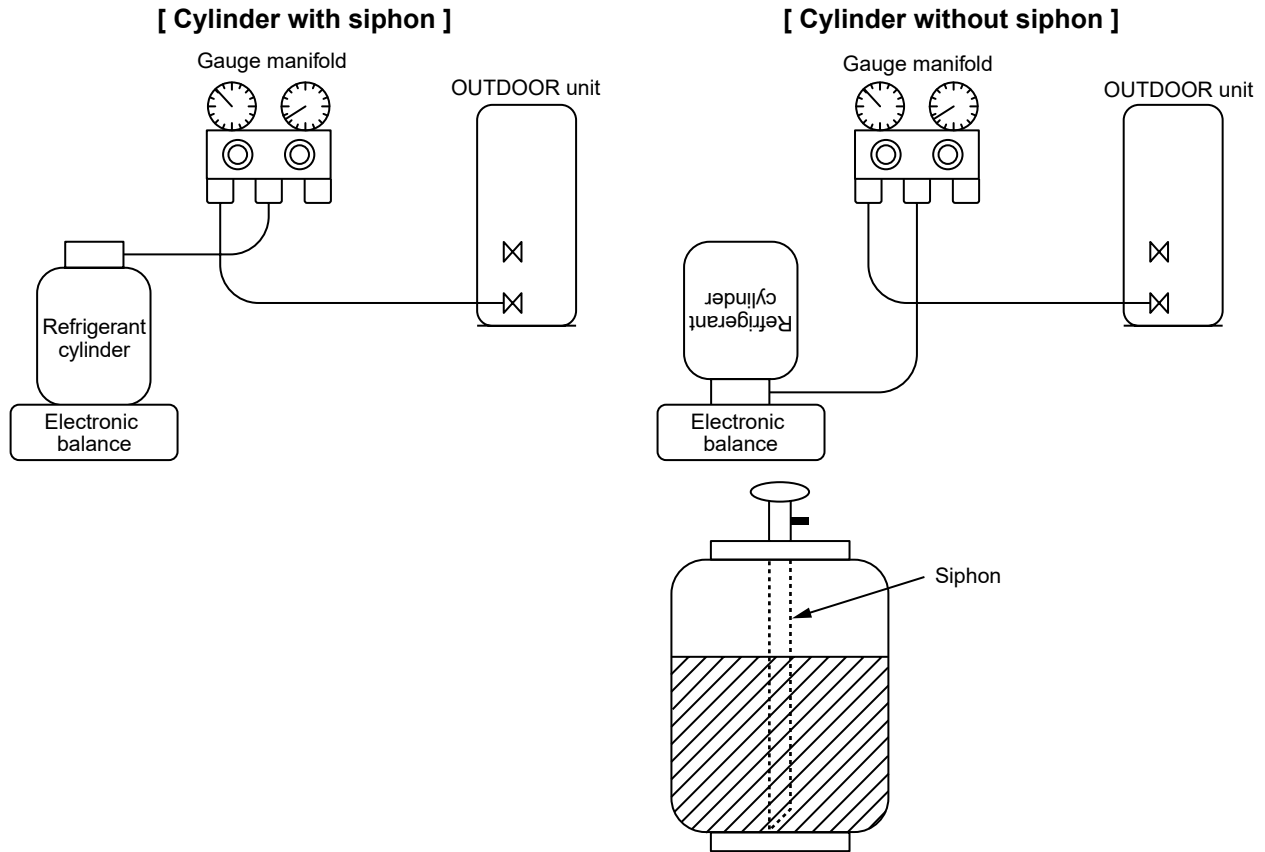 [ Cylinder with siphon ]
Gauge manifold
OUTDOOR unit
Refrigerant
cylinder
Electronic
balance
[ Cylinder without siphon ]
Gauge manifold
OUTDOOR unit
Refrigerant
cylinder
Electronic
balance
Siphon